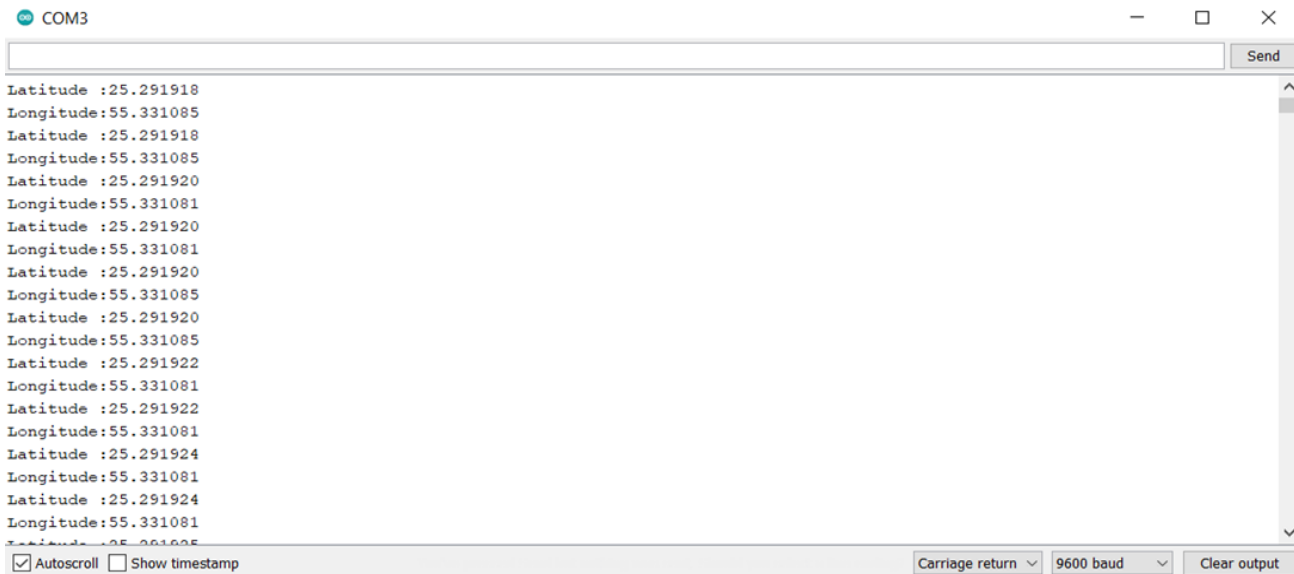 COM3
Send
Latitude :25.291918
Longitude:55.331085
Latitude :25.291918
Longitude:55.331085
Latitude :25.291920
Longitude:55.331081
Latitude :25.291920
Longitude:55.331081
Latitude :25.291920
Longitude:55.331085
Latitude :25.291920
Longitude:55.331085
Latitude :25.291922
Longitude:55.331081
Latitude :25.291922
Longitude:55.331081
Latitude :25.291924
Longitude:55.331081
Latitude :25.291924
Longitude:55.331081
Latitude :25.291925
Autoscroll Show timestamp Carriage return 9600 baud Clear output